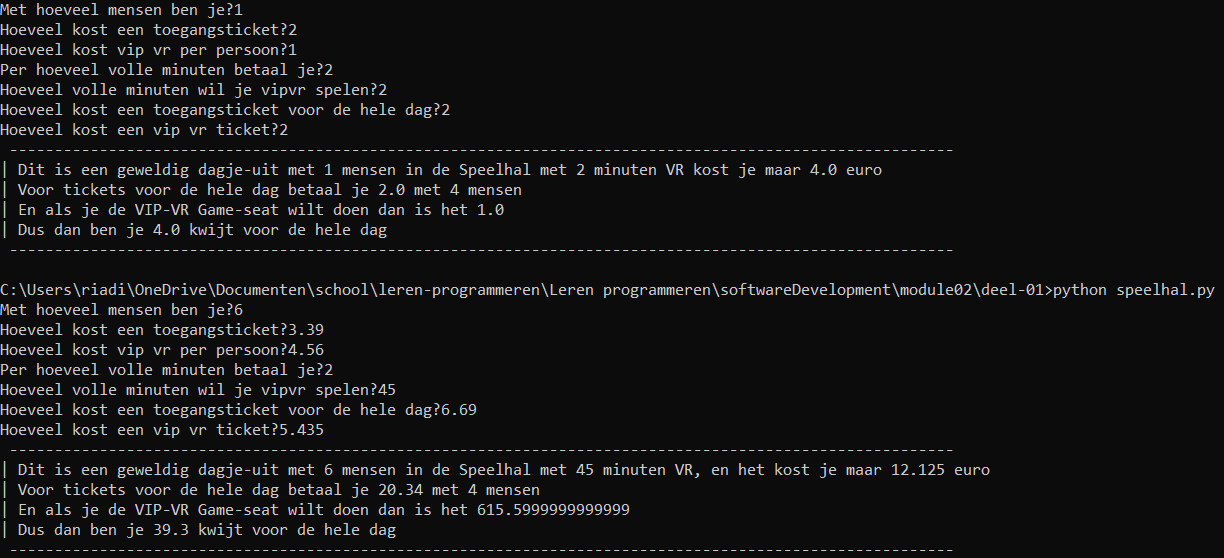 Met hoeveel mensen ben je?1
Hoeveel kost een toegangsticket?2
Hoeveel kost vip vr per persoon?1
Per hoeveel volle minuten betaal je?2
Hoeveel volle minuten wil je vipvr spelen?2
Hoeveel kost een toegangsticket voor de hele dag?2
Hoeveel kost een vip vr ticket?2
---------------------------------------------------------------------------------------------------------
| Dit is een geweldig dagje-uit met 1 mensen in de Speelhal met 2 minuten VR kost je maar 4.0 euro
| Voor tickets voor de hele dag betaal je 2.0 met 4 mensen
| En als je de VIP-VR Game-seat wilt doen dan is het 1.0
| Dus dan ben je 4.0 kwijt voor de hele dag
---------------------------------------------------------------------------------------------------------
C:\Users\riadi\OneDrive\Documenten\school\leren-programmeren\Leren programmeren\softwareDevelopment\module02\deel-01>python speelhal.py
Met hoeveel mensen ben je?6
Hoeveel kost een toegangsticket?3.39
Hoeveel kost vip vr per persoon?4.56
Per hoeveel volle minuten betaal je?2
Hoeveel volle minuten wil je vipvr spelen?45
Hoeveel kost een toegangsticket voor de hele dag?6.69
Hoeveel kost een vip vr ticket?5.435
---------------------------------------------------------------------------------------------------------
| Dit is een geweldig dagje-uit met 6 mensen in de Speelhal met 45 minuten VR, en het kost je maar 12.125 euro
| Voor tickets voor de hele dag betaal je 20.34 met 4 mensen
| En als je de VIP-VR Game-seat wilt doen dan is het 615.5999999999999
| Dus dan ben je 39.3 kwijt voor de hele dag
---------------------------------------------------------------------------------------------------------